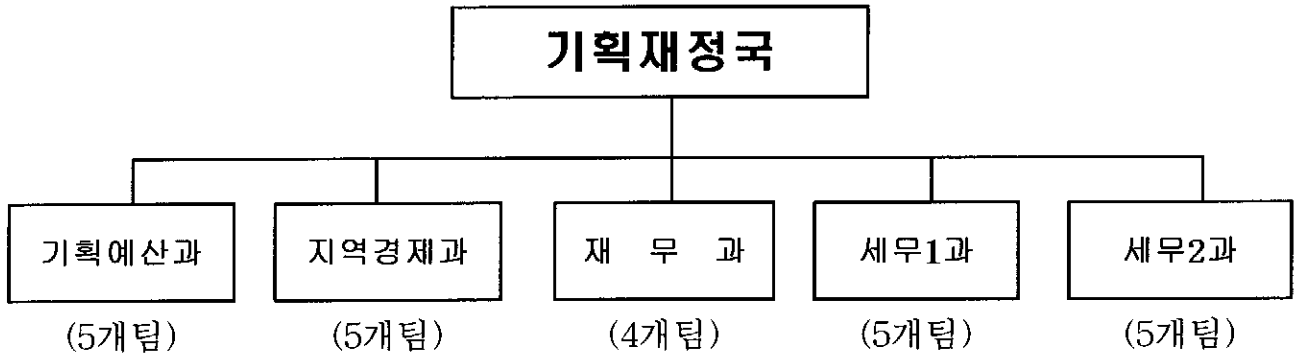 기획재정국
기획예산과 지역경제과 재 무 과 세무1과 세무2과
(5개팀) (5개팀) (4개팀) (5개팀) (5개팀)